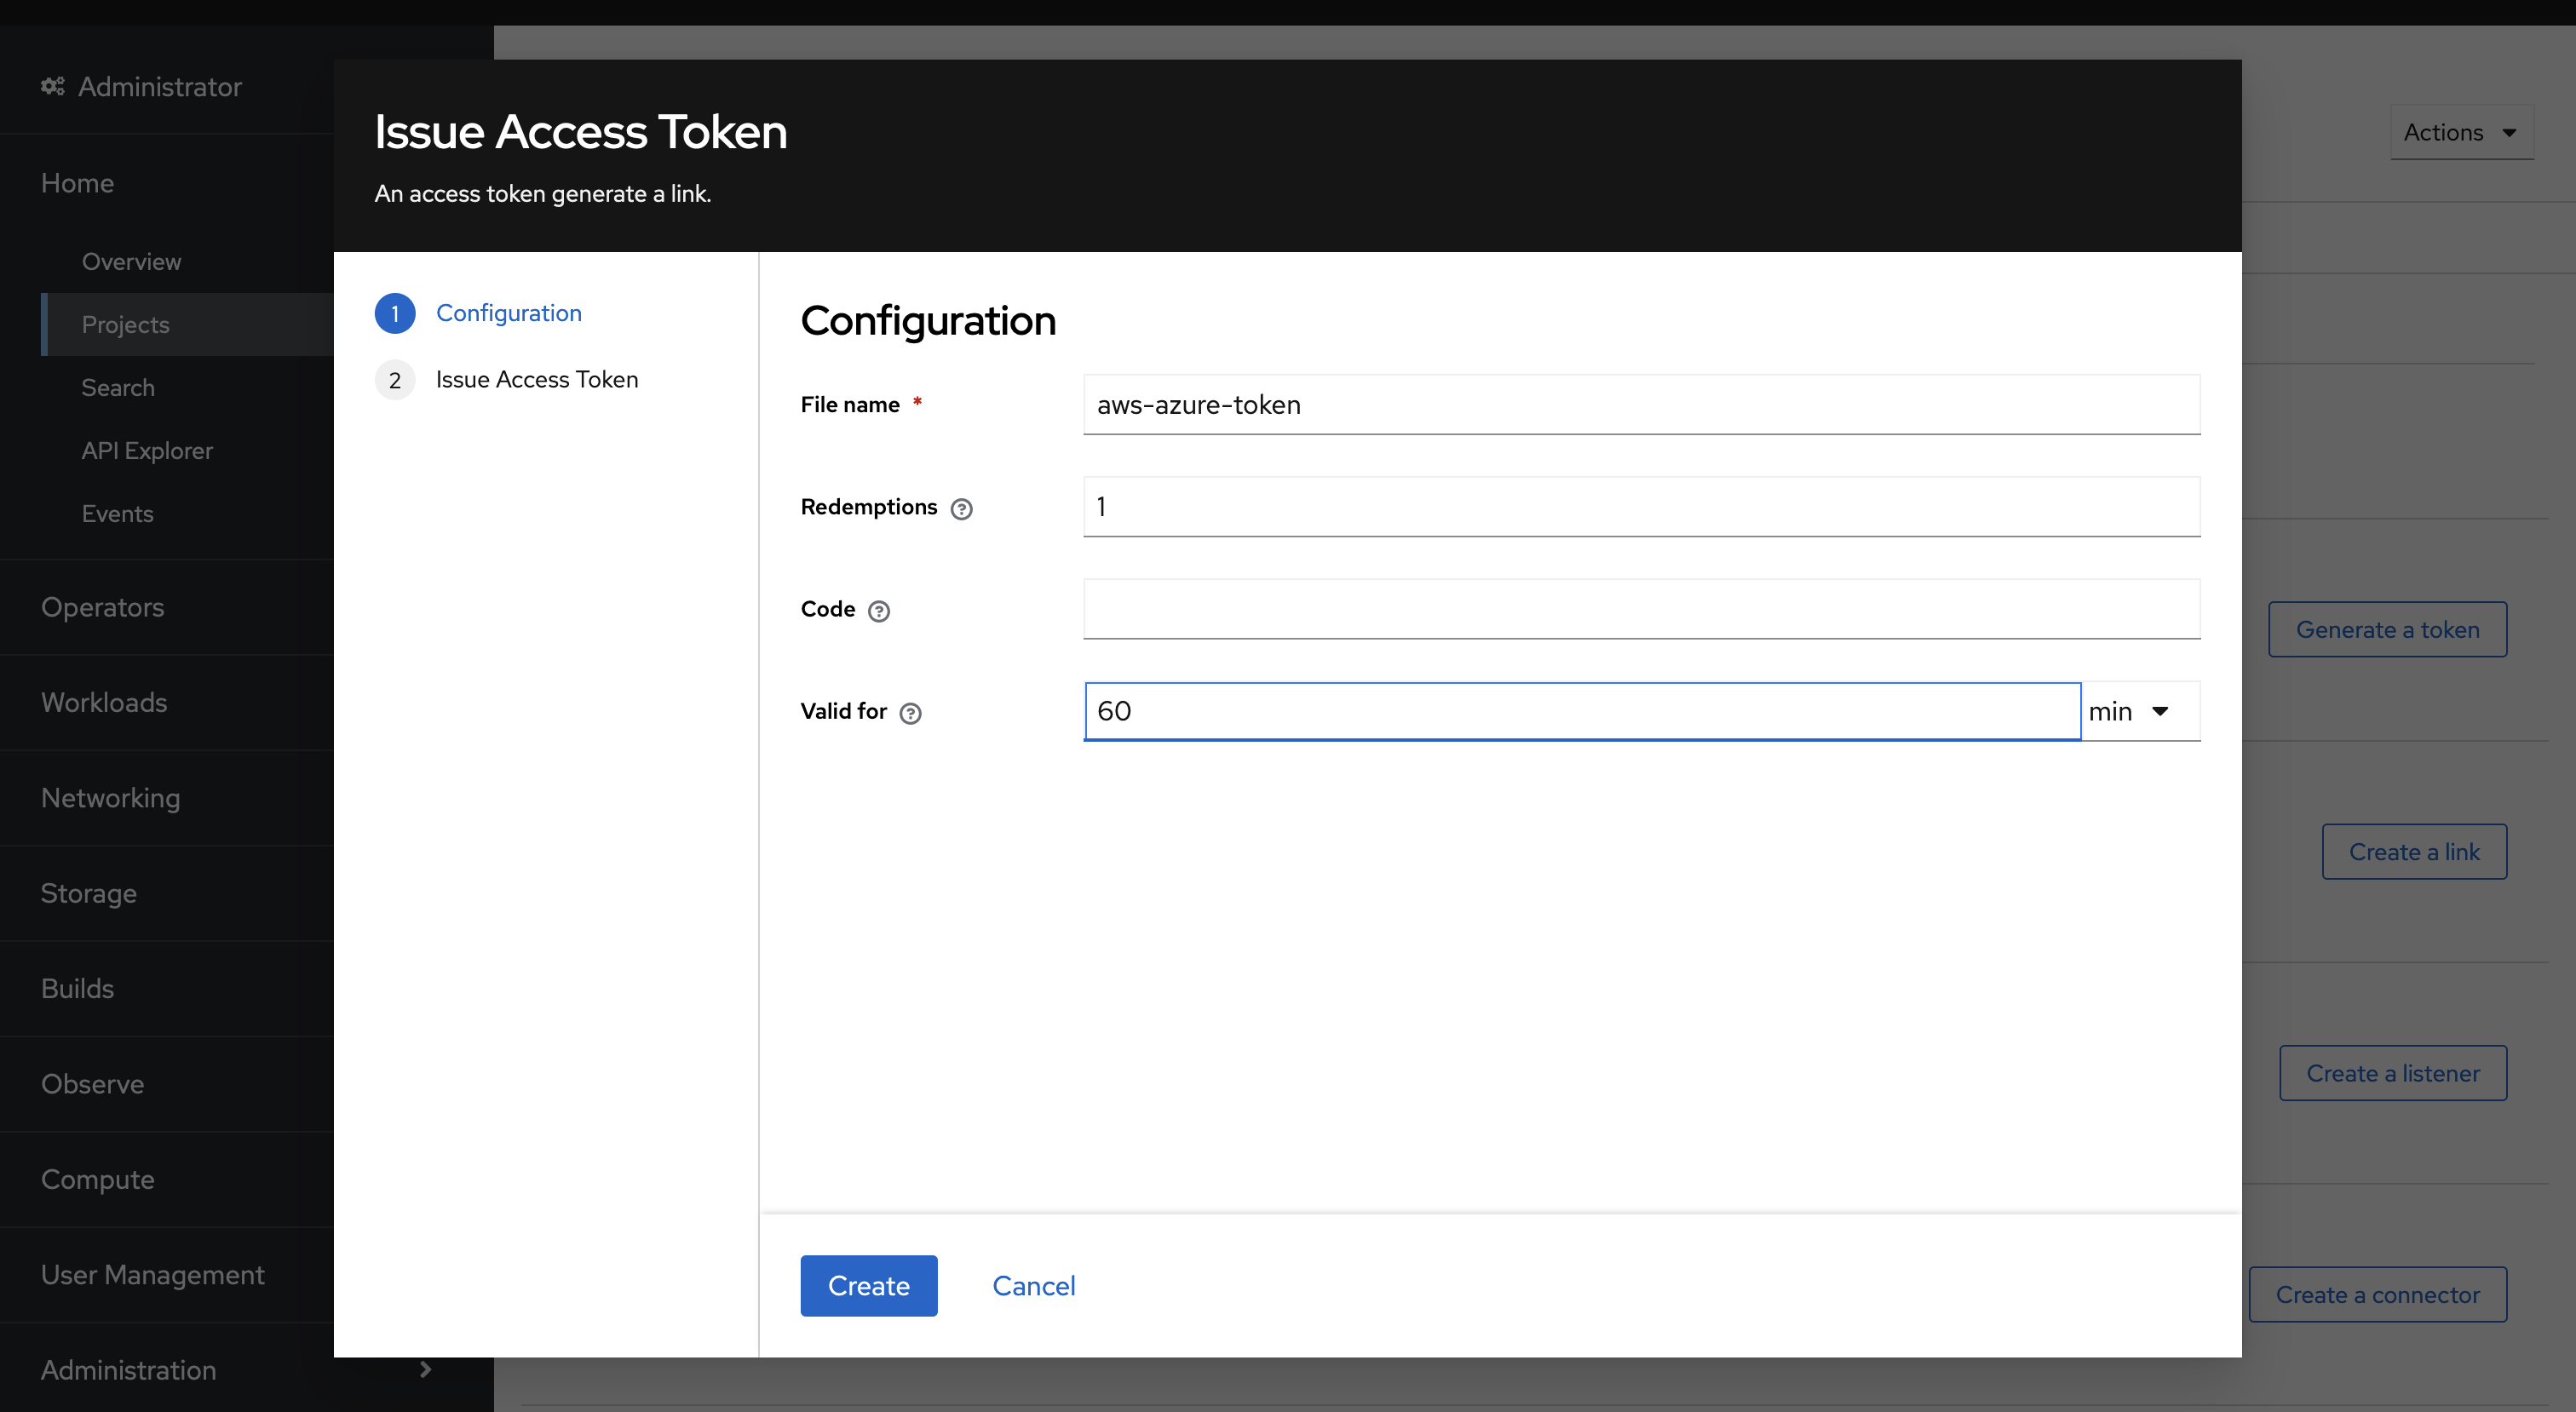 Administrator
Home
Overview
Projects
Search
API Explorer
Events
Operators
Workloads
Networking
Storage
Builds
Observe
Compute
User Management
Administration
Issue Access Token
An access token generate a link.
1 Configuration
2 Issue Access Token
Configuration
File name * aws-azure-token
Redemptions 1
Code
Valid for 60 min
Create Cancel
Actions
Generate a token
Create a link
Create a listener
Create a connector